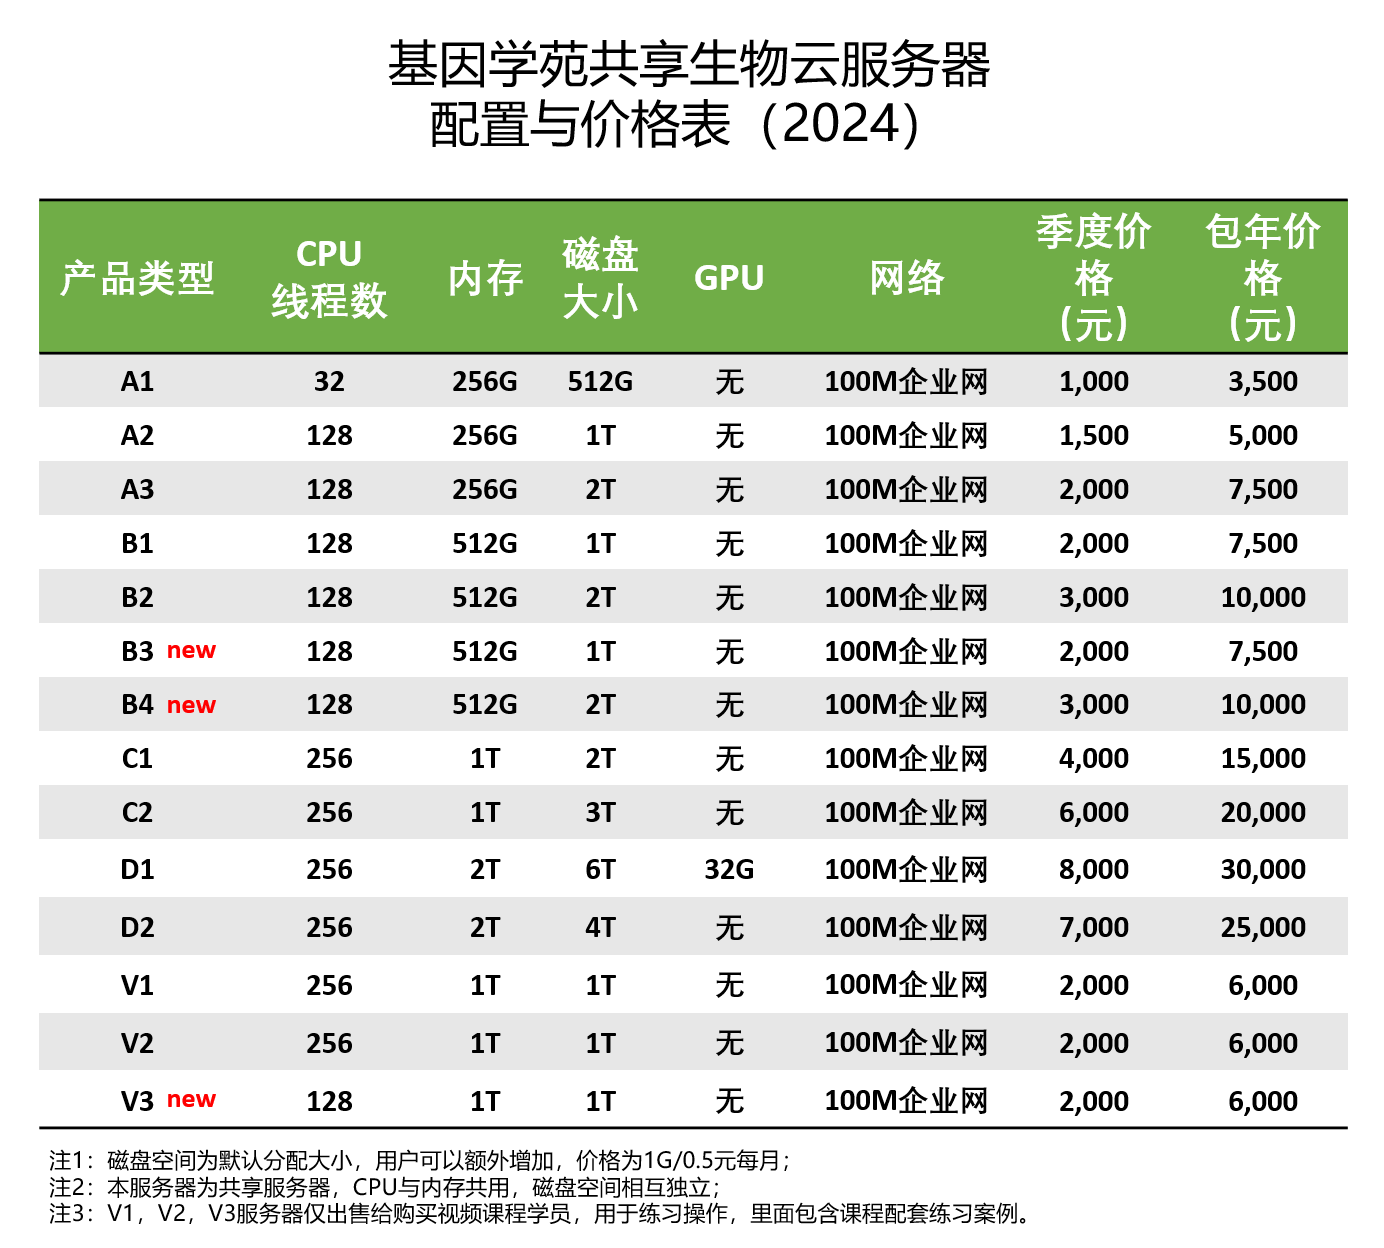 基因学苑共享生物云服务器
配置与价格表（2024）
产品类型 CPU线程数 内存 磁盘大小 GPU 网络 季度价格(元) 包年价格(元)
A1 32 256G 512G 无 100M企业网 1,000 3,500
A2 128 256G 1T 无 100M企业网 1,500 5,000
A3 128 256G 2T 无 100M企业网 2,000 7,500
B1 128 512G 1T 无 100M企业网 2,000 7,500
B2 128 512G 2T 无 100M企业网 3,000 10,000
B3 new 128 512G 1T 无 100M企业网 2,000 7,500
B4 new 128 512G 2T 无 100M企业网 3,000 10,000
C1 256 1T 2T 无 100M企业网 4,000 15,000
C2 256 1T 3T 无 100M企业网 6,000 20,000
D1 256 2T 6T 32G 100M企业网 8,000 30,000
D2 256 2T 4T 无 100M企业网 7,000 25,000
V1 256 1T 1T 无 100M企业网 2,000 6,000
V2 256 1T 1T 无 100M企业网 2,000 6,000
V3 new 128 1T 1T 无 100M企业网 2,000 6,000
注1：磁盘空间为默认分配大小，用户可以额外增加，价格为1G/0.5元每月；
注2：本服务器为共享服务器，CPU与内存共用，磁盘空间相互独立；
注3：V1，V2，V3服务器仅出售给购买视频课程学员，用于练习操作，里面包含课程配套练习案例。